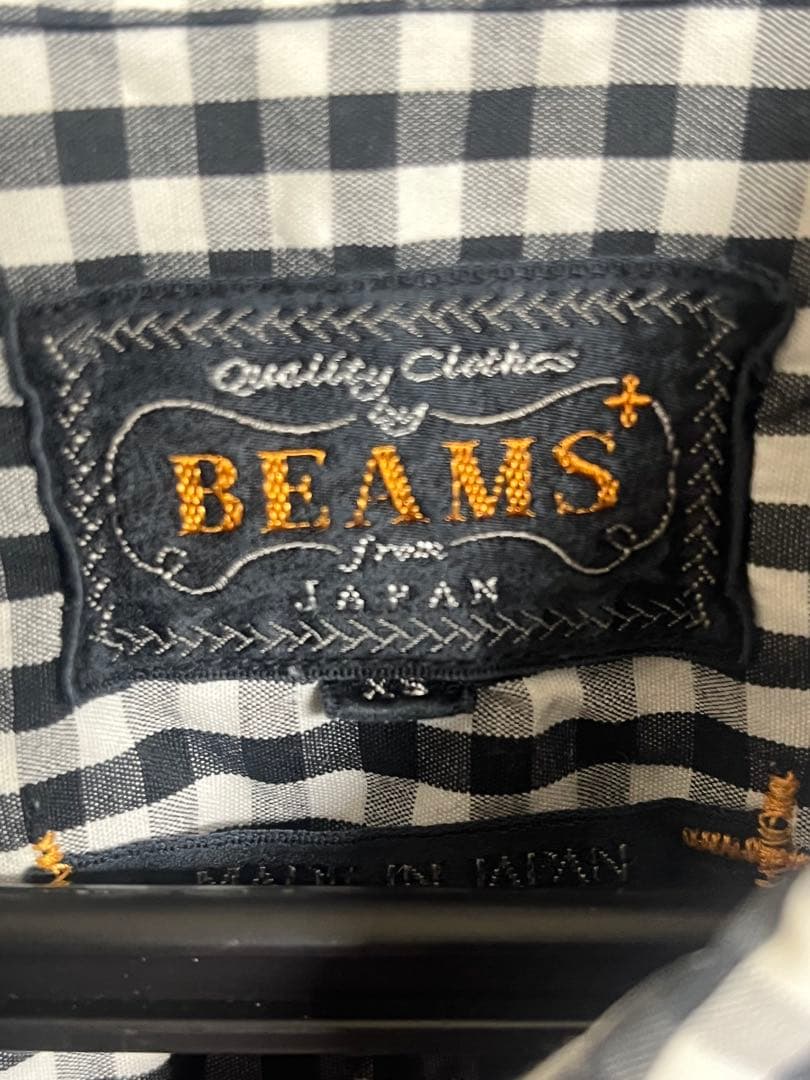 Quality Clothes
by
BEAMS+
from
JAPAN
XS
MADE IN JAPAN